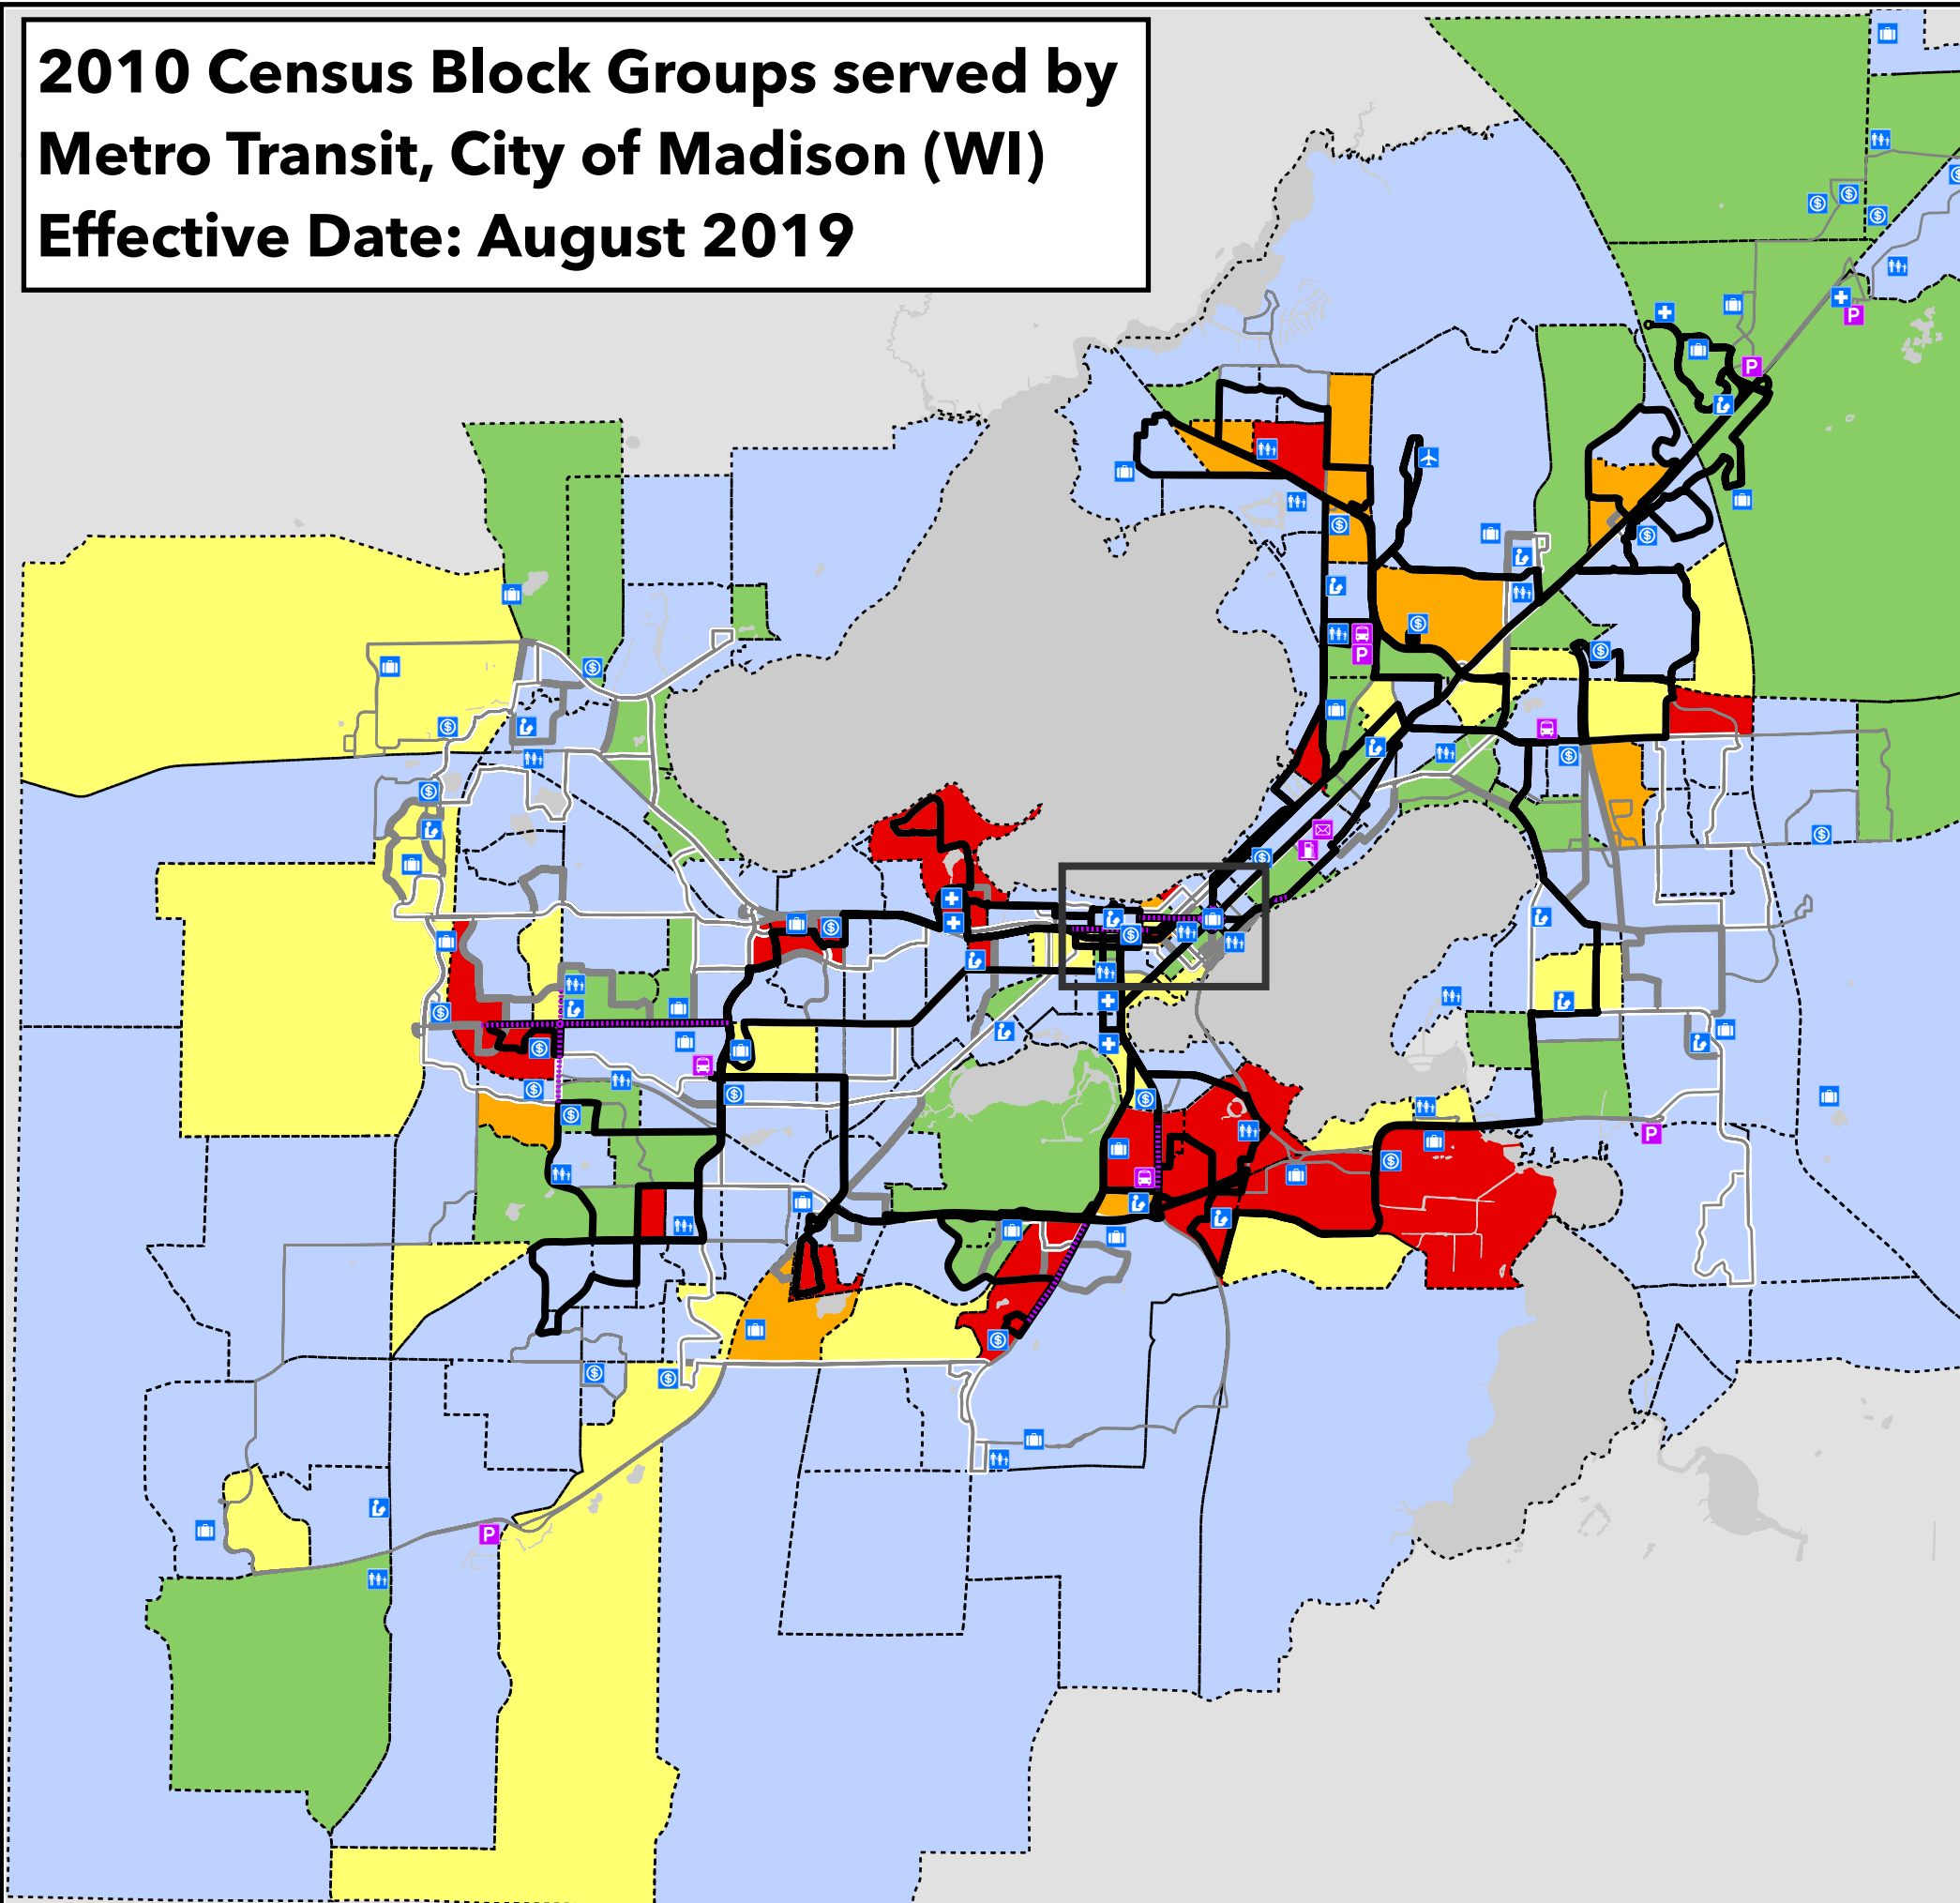 2010 Census Block Groups served by
Metro Transit, City of Madison (WI)
Effective Date: August 2019
P
P
P
P
P